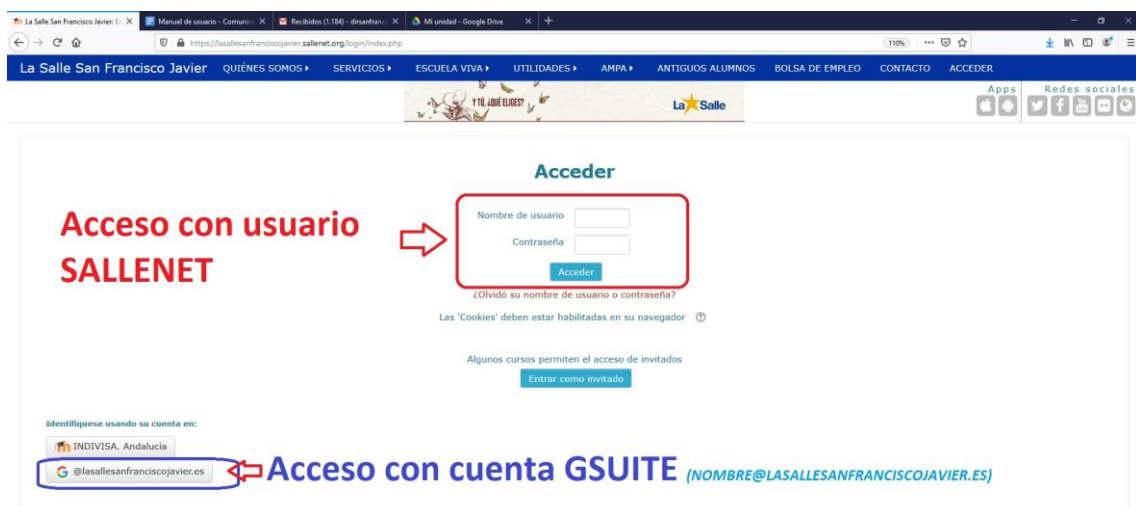 La Salle San Francisco Javier: E
Manual de usuario - Comunic
Recibidos (1.184) - dirsanfranci
Mi unidad - Google Drive
https://lasallesanfranciscojavier.sallenet.org/login/index.php
110%
La Salle San Francisco Javier QUIÉNES SOMOS SERVICIOS ESCUELA VIVA UTILIDADES AMPA ANTIGUOS ALUMNOS BOLSA DE EMPLEO CONTACTO ACCEDER
Y TÚ, ¿QUÉ ELIGES?
La Salle
Apps
Redes sociales
Acceder
Acceso con usuario
SALLENET
Nombre de usuario
Contraseña
Acceder
¿Olvidó su nombre de usuario o contraseña?
Las 'Cookies' deben estar habilitadas en su navegador
Algunos cursos permiten el acceso de invitados
Entrar como invitado
Identifíquese usando su cuenta en:
INDIVISA. Andalucía
G @lasallesanfranciscojavier.es
Acceso con cuenta GSUITE (NOMBRE@LASALLESANFRANCISCOJAVIER.ES)